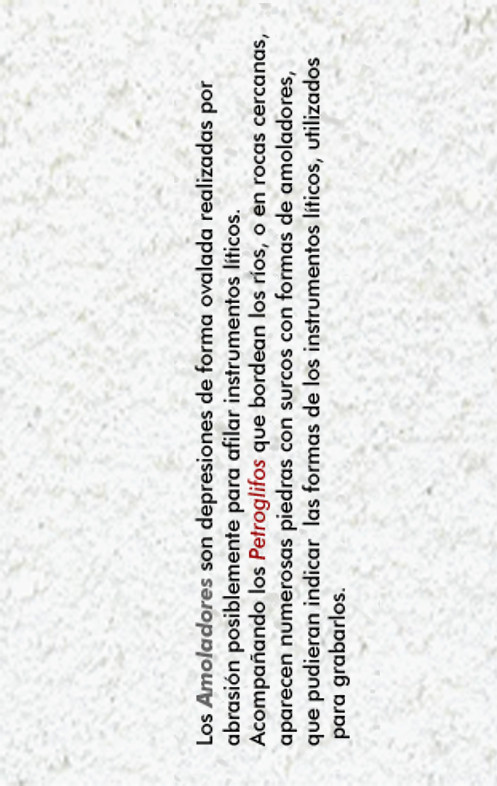 Los Amoladores son depresiones de forma ovalada realizadas por
abrasión posiblemente para afilar instrumentos líticos.
Acompañando los Petroglifos que bordean los ríos, o en rocas cercanas,
aparecen numerosas piedras con surcos con formas de amoladores,
que pudieran indicar las formas de los instrumentos líticos, utilizados
para grabarlos.